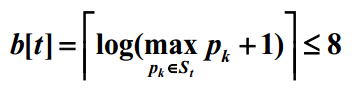 b[t] = ⌈log(max_{p_k ∈ S_t} p_k + 1)⌉ ≤ 8